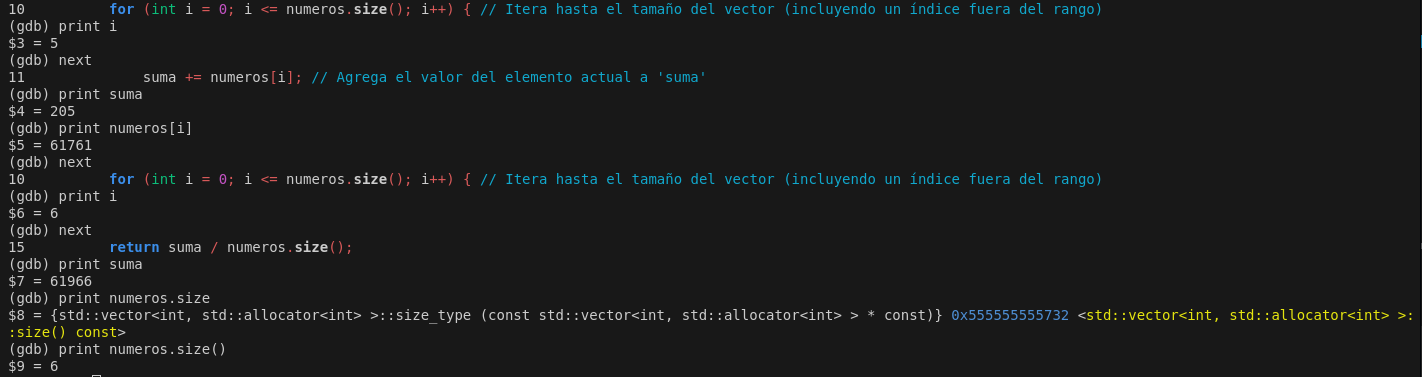 10          for (int i = 0; i <= numeros.size(); i++) { // Itera hasta el tamaño del vector (incluyendo un índice fuera del rango)
(gdb) print i
$3 = 5
(gdb) next
11              suma += numeros[i]; // Agrega el valor del elemento actual a 'suma'
(gdb) print suma
$4 = 205
(gdb) print numeros[i]
$5 = 61761
(gdb) next
10          for (int i = 0; i <= numeros.size(); i++) { // Itera hasta el tamaño del vector (incluyendo un índice fuera del rango)
(gdb) print i
$6 = 6
(gdb) next
15          return suma / numeros.size();
(gdb) print suma
$7 = 61966
(gdb) print numeros.size
$8 = {std::vector<int, std::allocator<int> >::size_type (const std::vector<int, std::allocator<int> > * const)} 0x555555555732 <std::vector<int, std::allocator<int> >:
:size() const>
(gdb) print numeros.size()
$9 = 6